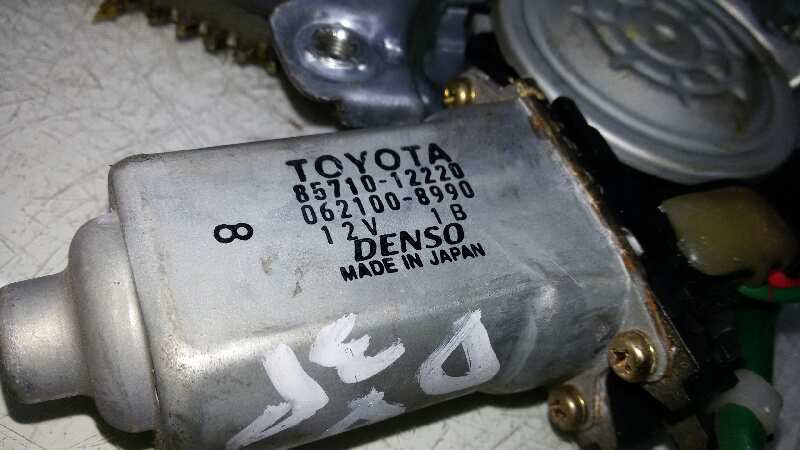 TOYOTA
85710-12220
062100-8990
12V 1B
DENSO
MADE IN JAPAN
8